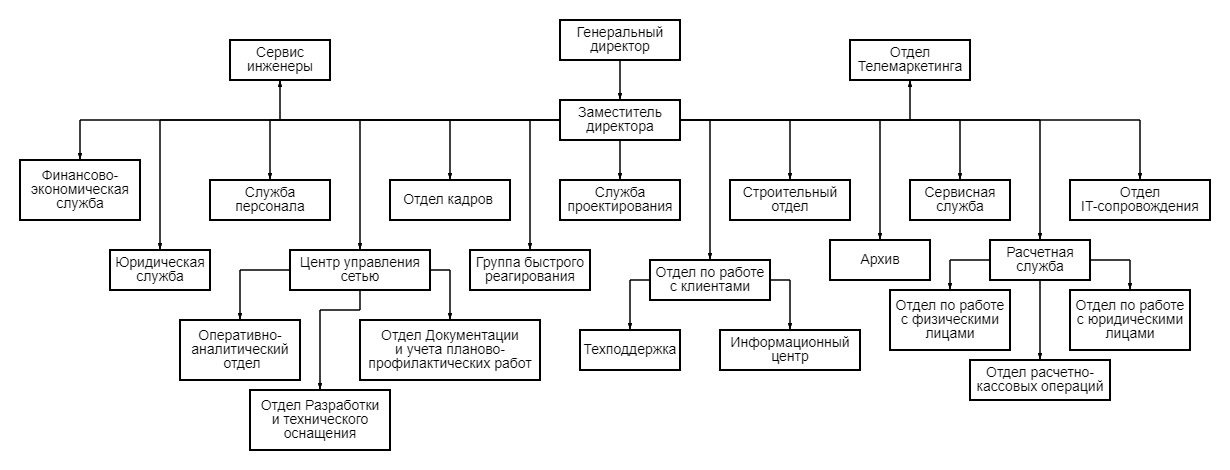 Генеральный
директор
Сервис
инженеры
Отдел
Телемаркетинга
Заместитель
директора
Финансово-
экономическая
служба
Служба
персонала
Отдел кадров
Служба
проектирования
Строительный
отдел
Сервисная
служба
Отдел
IT-сопровождения
Юридическая
служба
Центр управления
сетью
Группа быстрого
реагирования
Отдел по работе
с клиентами
Архив
Расчетная
служба
Оперативно-
аналитический
отдел
Отдел Документации
и учета планово-
профилактических работ
Техподдержка
Информационный
центр
Отдел по работе
с физическими
лицами
Отдел по работе
с юридическими
лицами
Отдел расчетно-
кассовых операций
Отдел Разработки
и технического
оснащения